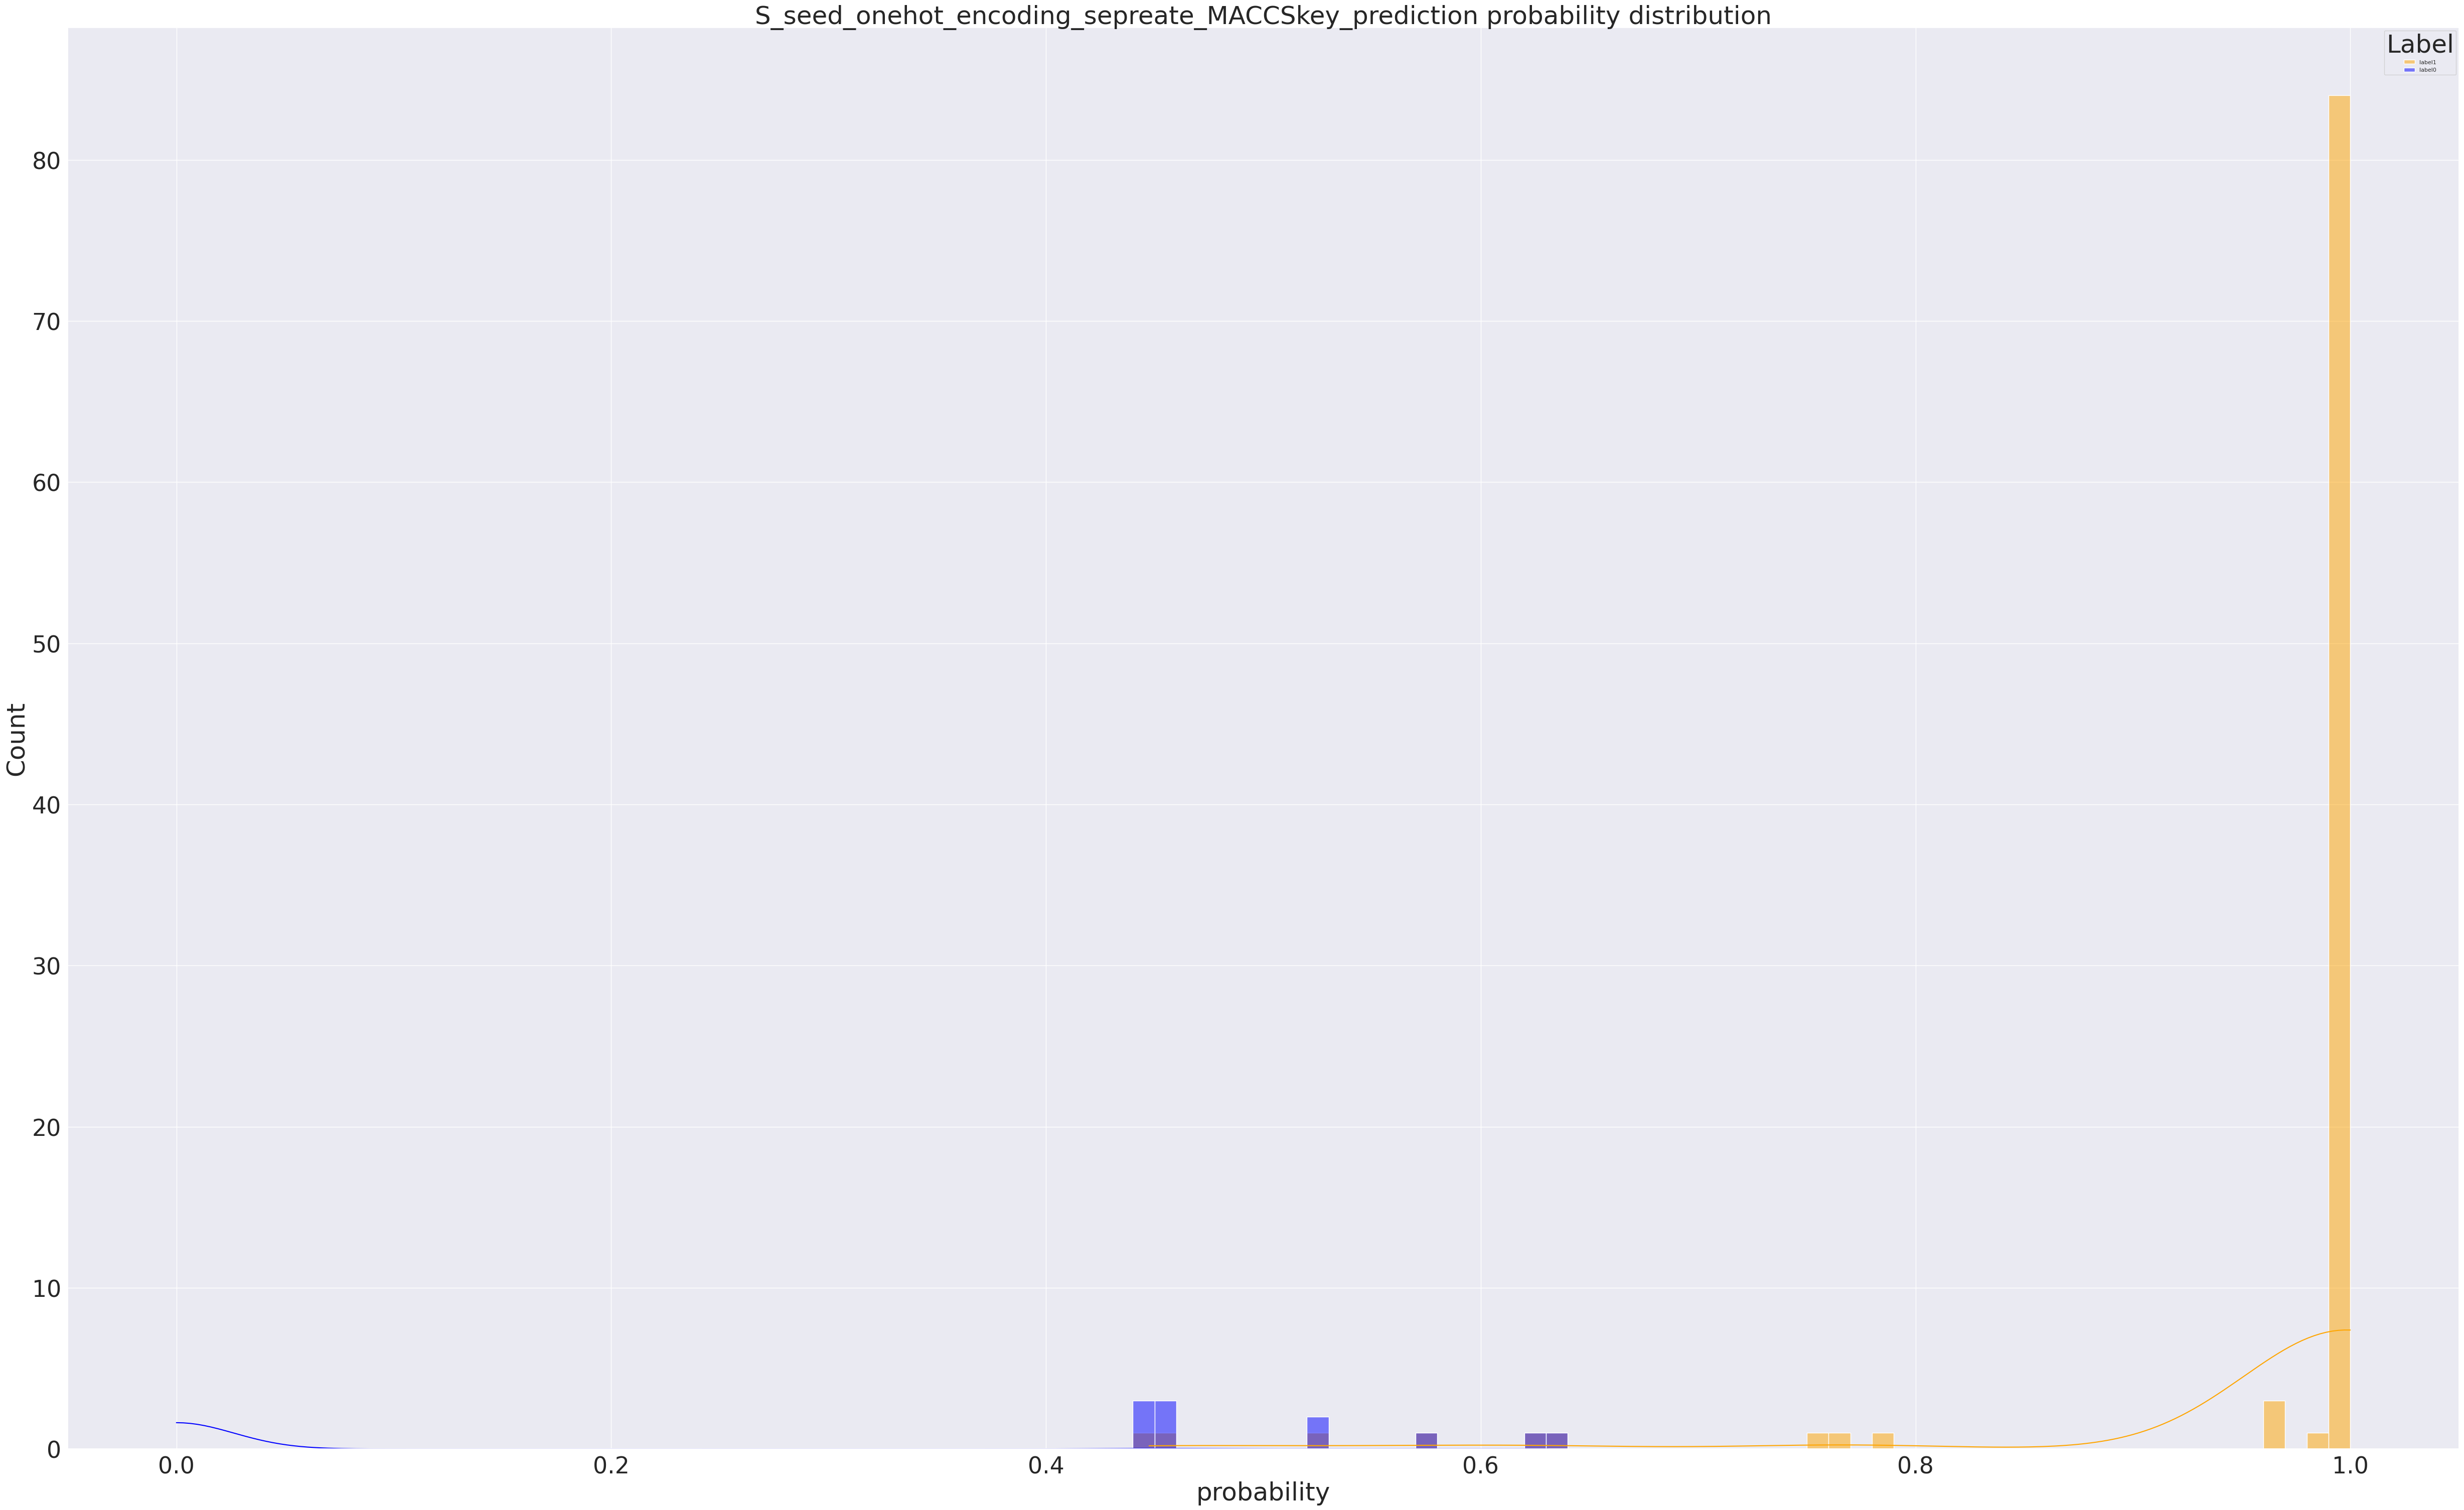 S_seed_onehot_encoding_sepreate_MACCSkey_prediction probability distribution
Label
label1
label0
80
70
60
50
40
30
20
10
0
Count
0.0 0.2 0.4 0.6 0.8 1.0
probability